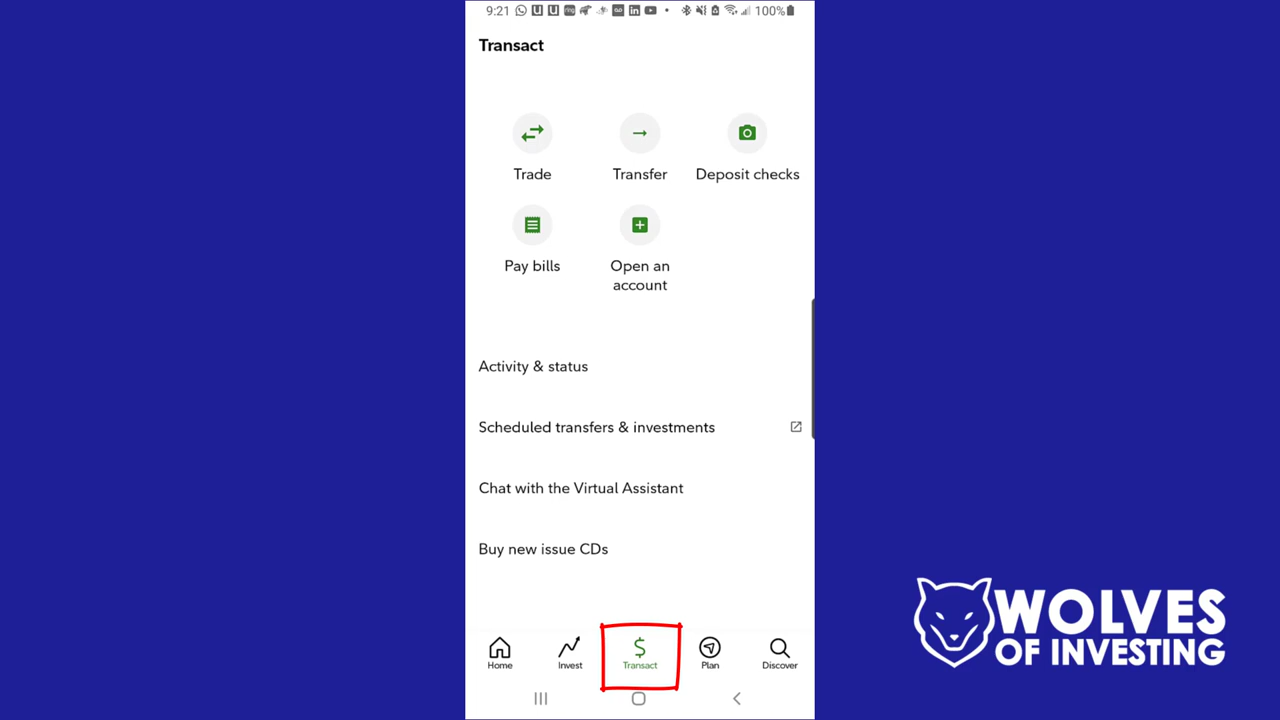 9:21
100%
Transact
Trade
Transfer
Deposit checks
Pay bills
Open an
account
Activity & status
Scheduled transfers & investments
Chat with the Virtual Assistant
Buy new issue CDs
Home
Invest
$
Transact
Plan
Discover
WOLVES
OF INVESTING